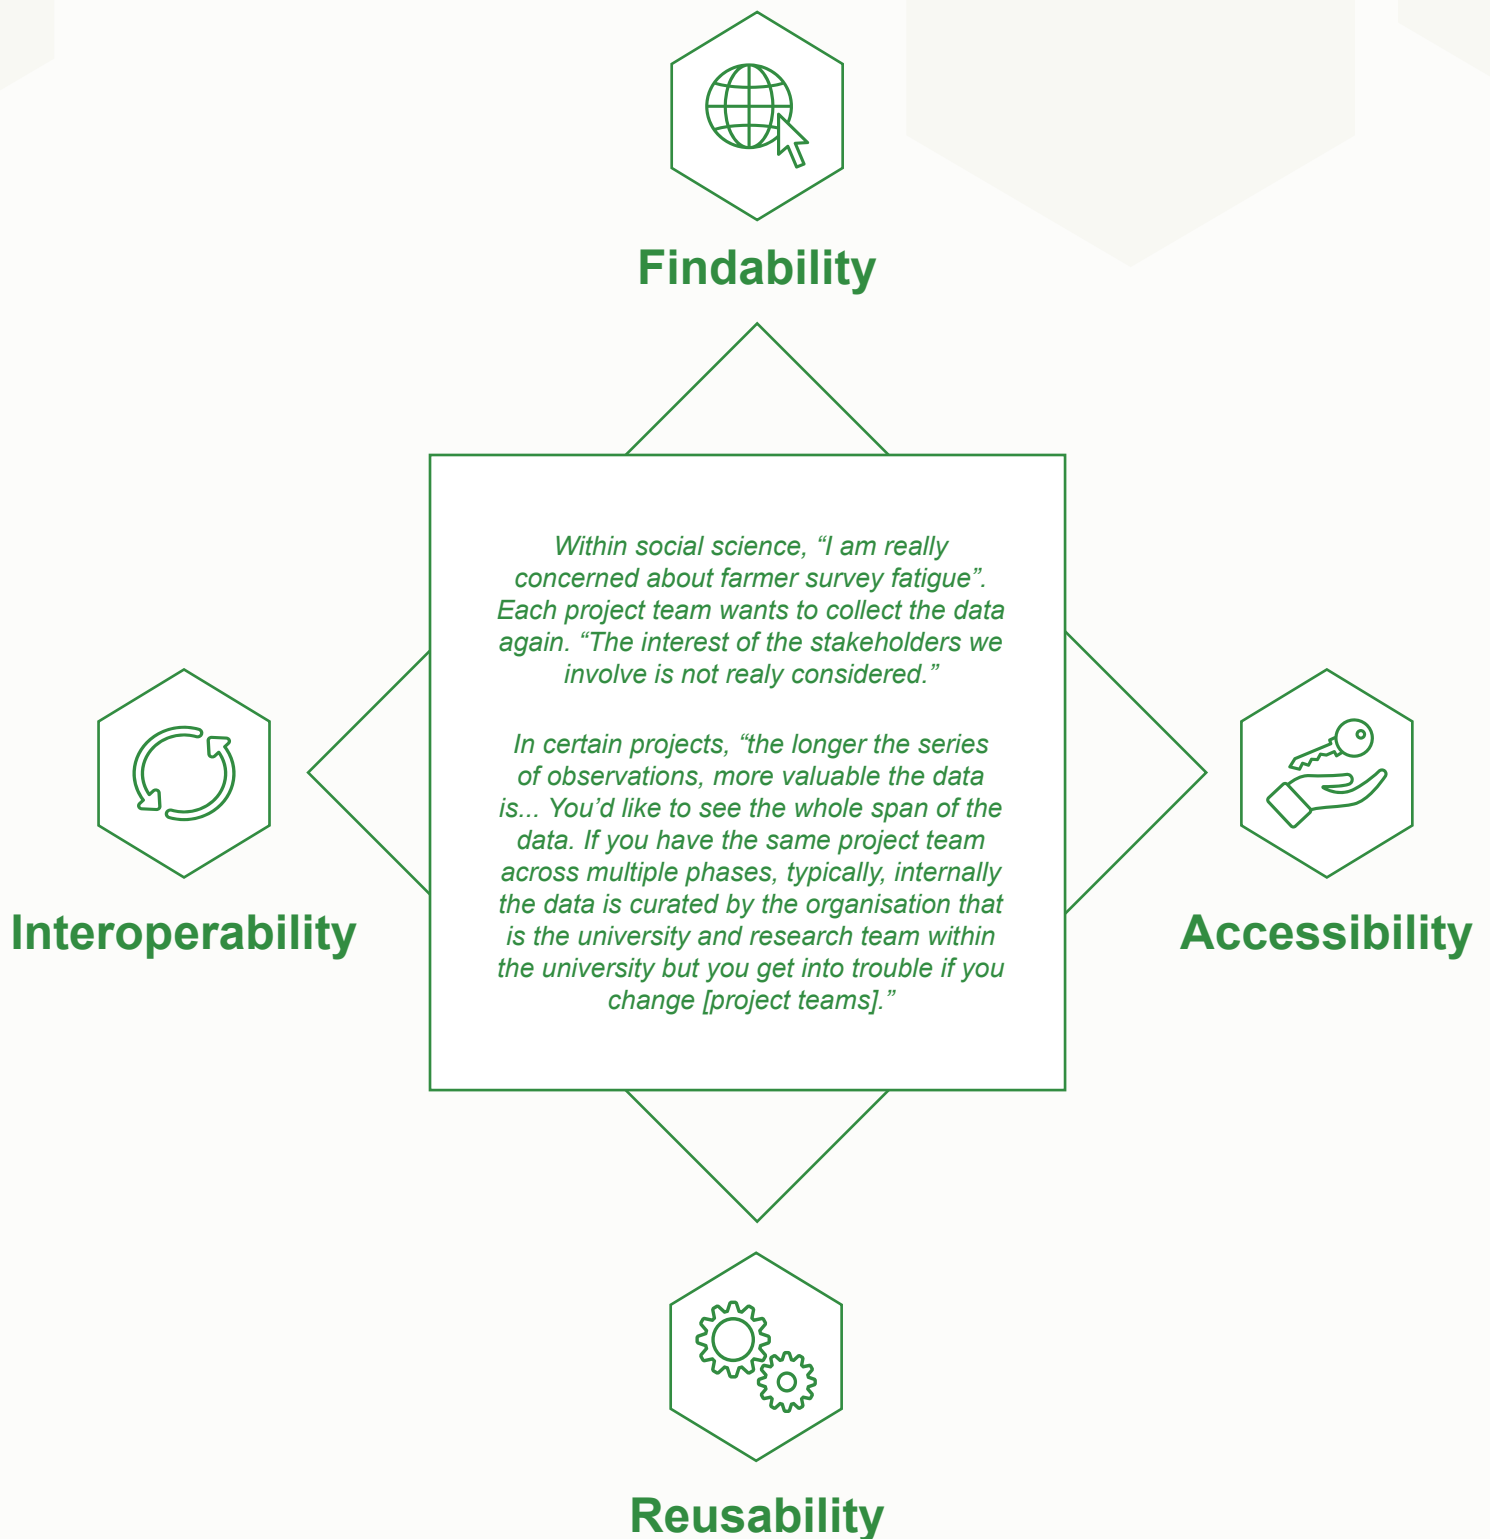 Findability
Within social science, “I am really
concerned about farmer survey fatigue”.
Each project team wants to collect the data
again. “The interest of the stakeholders we
involve is not realy considered.”
In certain projects, “the longer the series
of observations, more valuable the data
is... You’d like to see the whole span of the
data. If you have the same project team
across multiple phases, typically, internally
the data is curated by the organisation that
is the university and research team within
the university but you get into trouble if you
change [project teams].”
Interoperability
Accessibility
Reusability